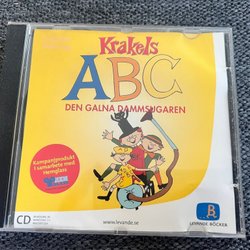 Krakels
ABC
DEN GALNA DAMMSUGAREN
Kampanjprodukt
i samarbete med
Hemglass
www.levande.se
CD
LEVANDE BÖCKER